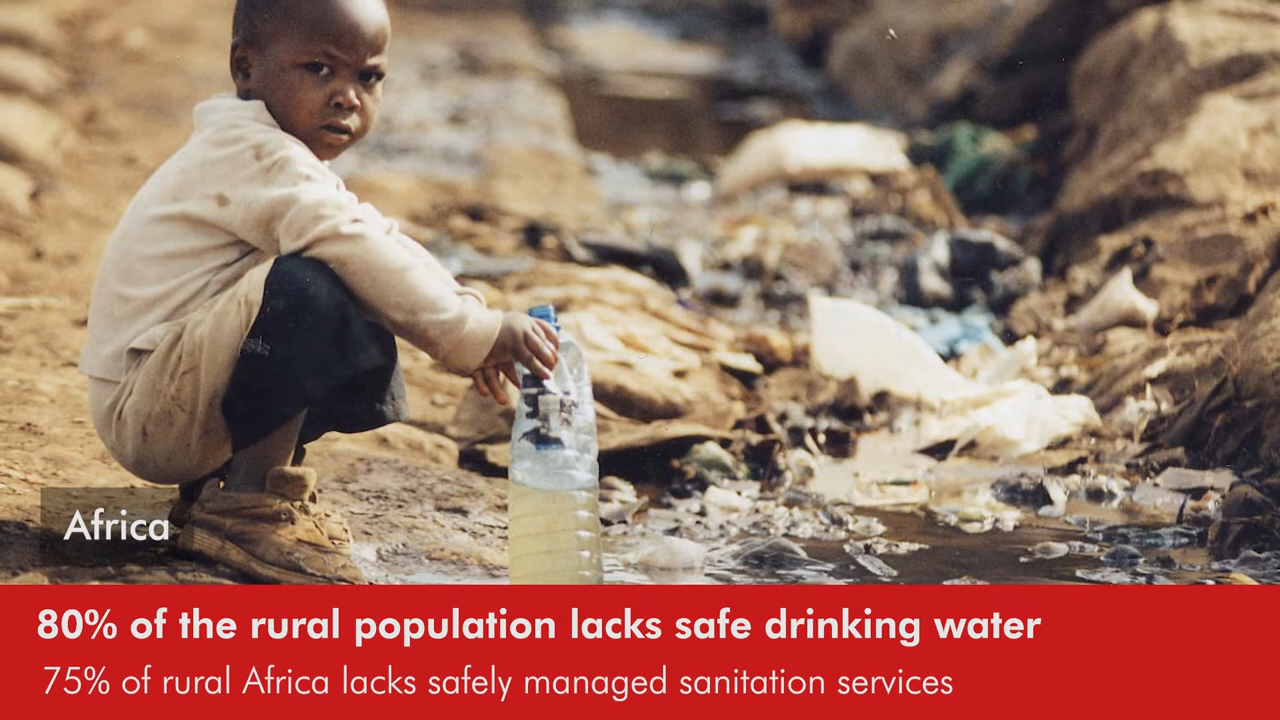 Africa
80% of the rural population lacks safe drinking water
75% of rural Africa lacks safely managed sanitation services